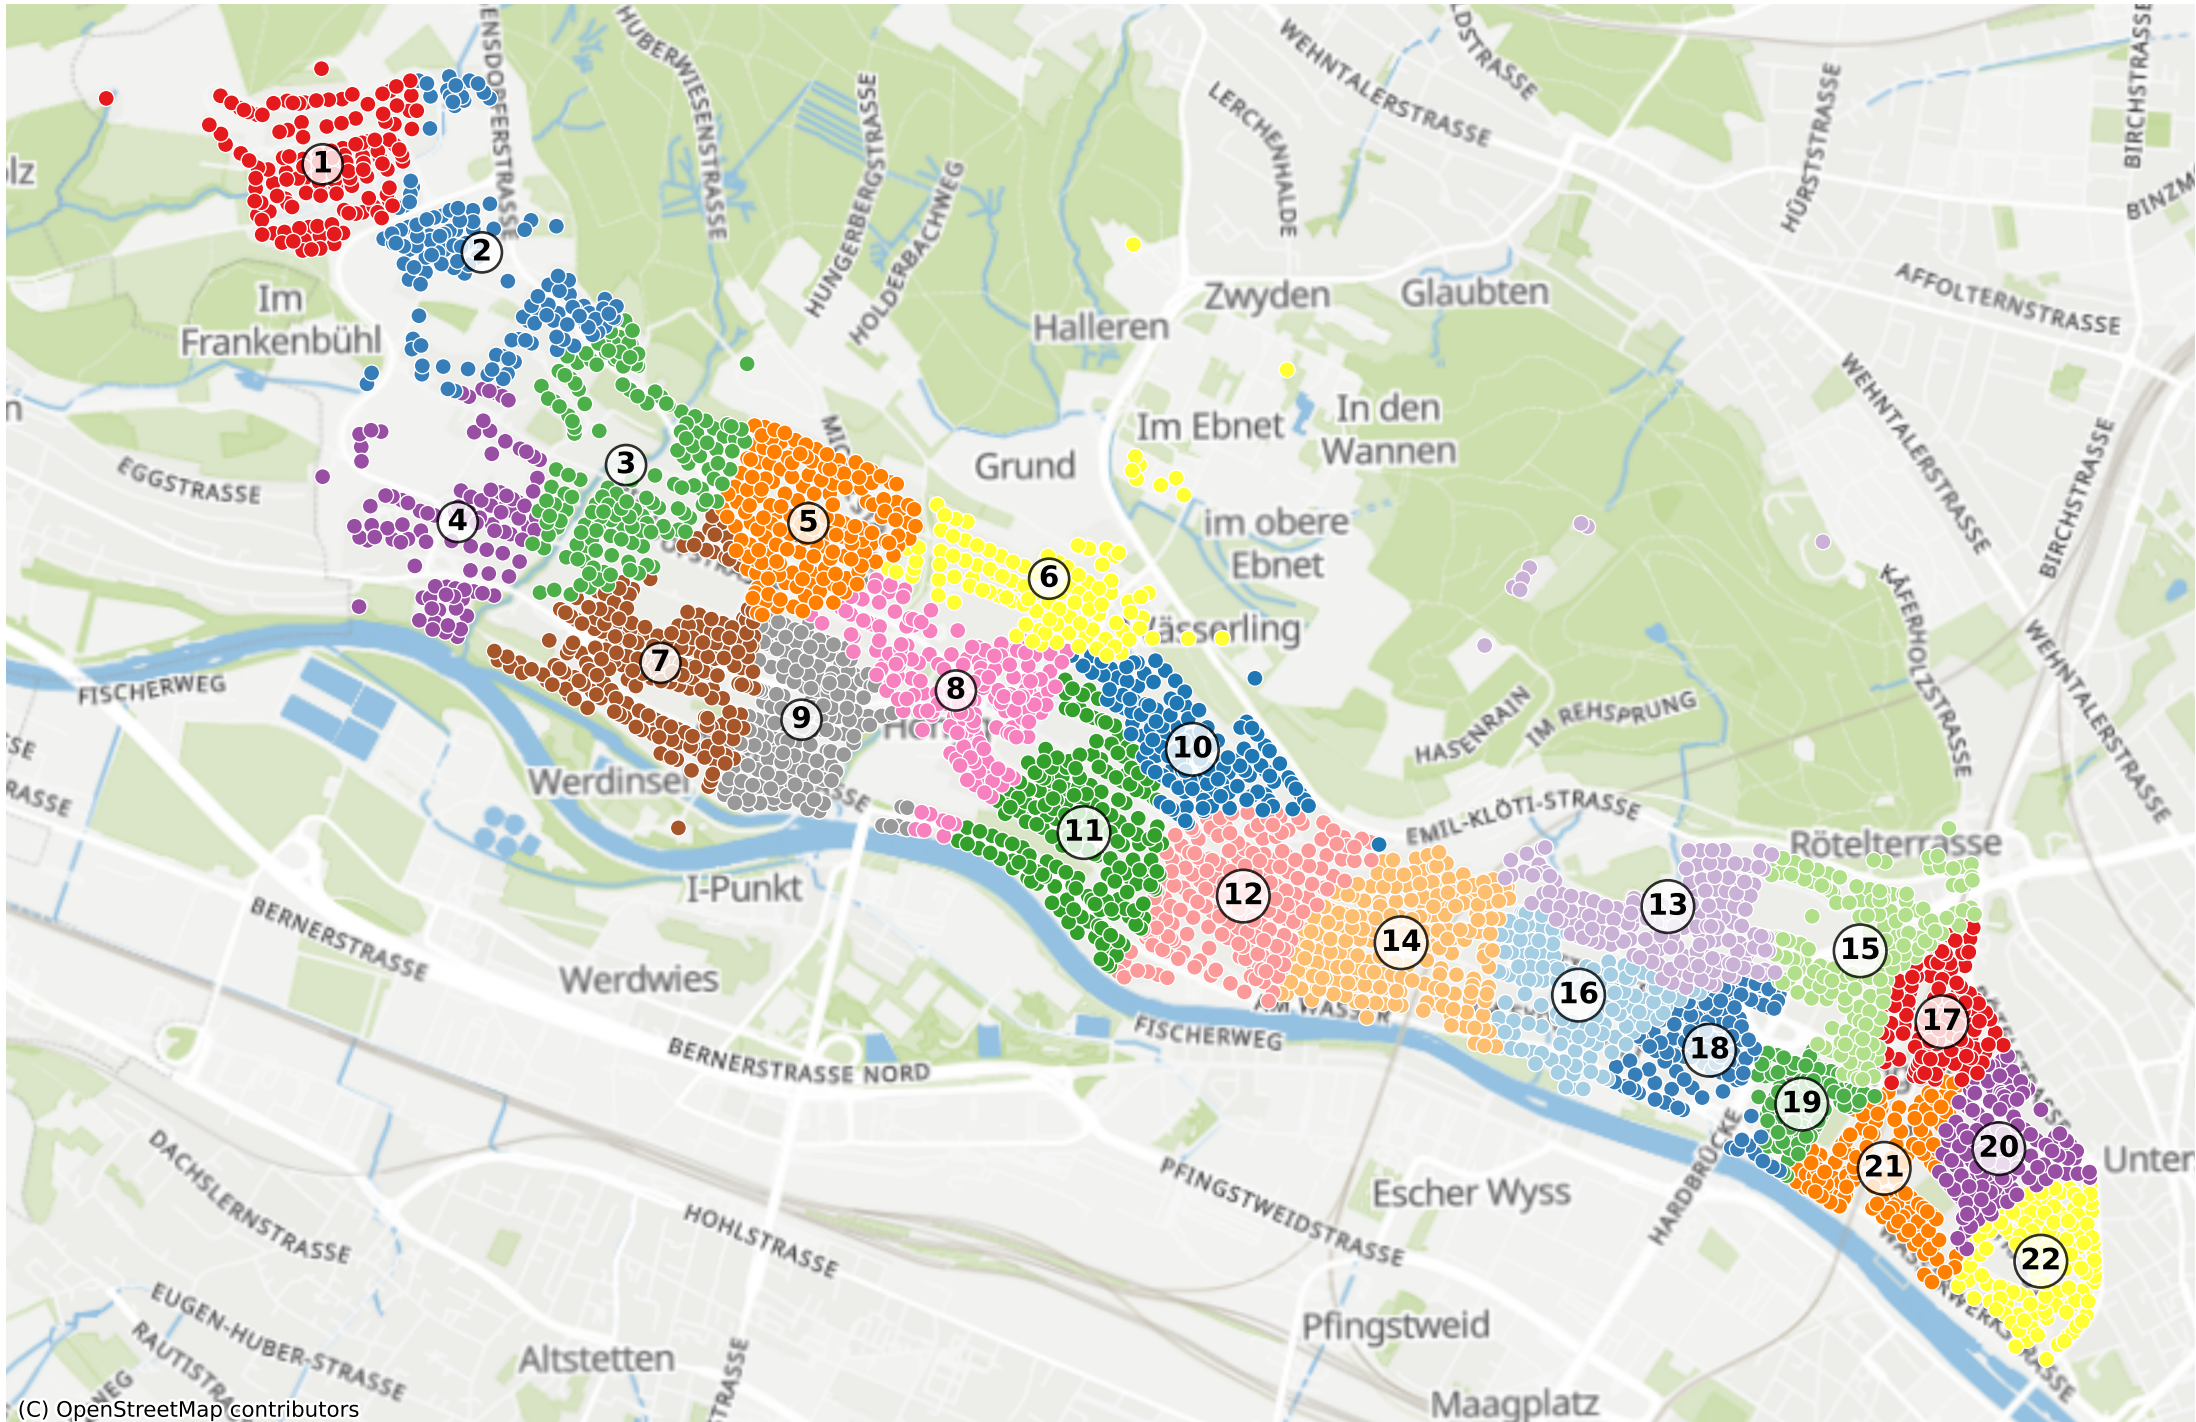 HUBERWIESENSTRASSE
WEHNTALERSTRASSE
BIRCHSTRASSE
HÜRSTSTRASSE
LERCHENHALDE
HUNGERBERGSTRASSE
HOLDERBACHWEG
1
2
Im
Frankenbühl
Zwyden
Glaubten
Halleren
AFFOLTERNSTRASSE
WEHNTALERSTRASSE
BIRCHSTRASSE
Im Ebnet
In den
Wannen
Grund
EGGSTRASSE
3
4
5
6
im obere
Ebnet
KÄFERHOLZSTRASSE
WEHNTALERSTRASSE
7
8
9
10
FISCHERWEG
HASENRAIN
IM REHSPRUNG
Werdinsel
EMIL-KLÖTI-STRASSE
Rötelterrasse
11
12
13
14
15
16
17
18
19
20
21
22
I-Punkt
BERNERSTRASSE
Werdwies
AM WASSER
FISCHERWEG
BERNERSTRASSE NORD
HARDBRÜCKE
DACHSLERNSTRASSE
HOHLSTRASSE
PFINGSTWEIDSTRASSE
Escher Wyss
EUGEN-HUBER-STRASSE
Altstetten
Pfingstweid
Maagplatz
(C) OpenStreetMap contributors